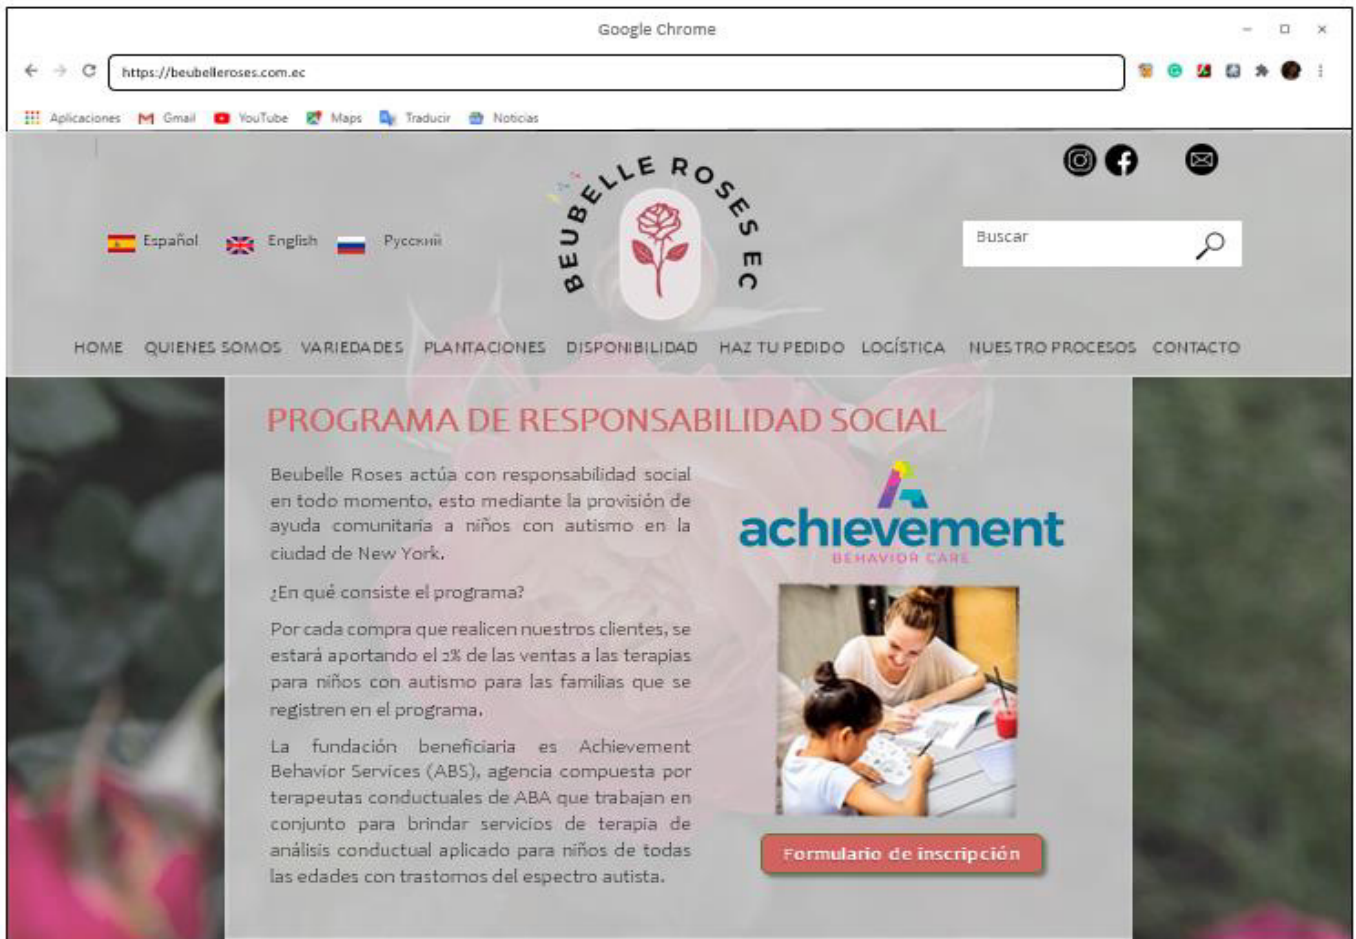 Google Chrome
https://beubelleroses.com.ec
Aplicaciones Gmail YouTube Maps Traducir Noticias
BEUBELLE ROSES EC
Español English Русский
Buscar
HOME QUIENES SOMOS VARIEDADES PLANTACIONES DISPONIBILIDAD HAZ TU PEDIDO LOGÍSTICA NUESTRO PROCESOS CONTACTO
PROGRAMA DE RESPONSABILIDAD SOCIAL
Beubelle Roses actúa con responsabilidad social
en todo momento, esto mediante la provisión de
ayuda comunitaria a niños con autismo en la
ciudad de New York.
¿En qué consiste el programa?
Por cada compra que realicen nuestros clientes, se
estará aportando el 2% de las ventas a las terapias
para niños con autismo para las familias que se
registren en el programa.
La fundación beneficiaria es Achievement
Behavior Services (ABS), agencia compuesta por
terapeutas conductuales de ABA que trabajan en
conjunto para brindar servicios de terapia de
análisis conductual aplicado para niños de todas
las edades con trastornos del espectro autista.
achievement
BEHAVIOR CARE
Formulario de inscripción